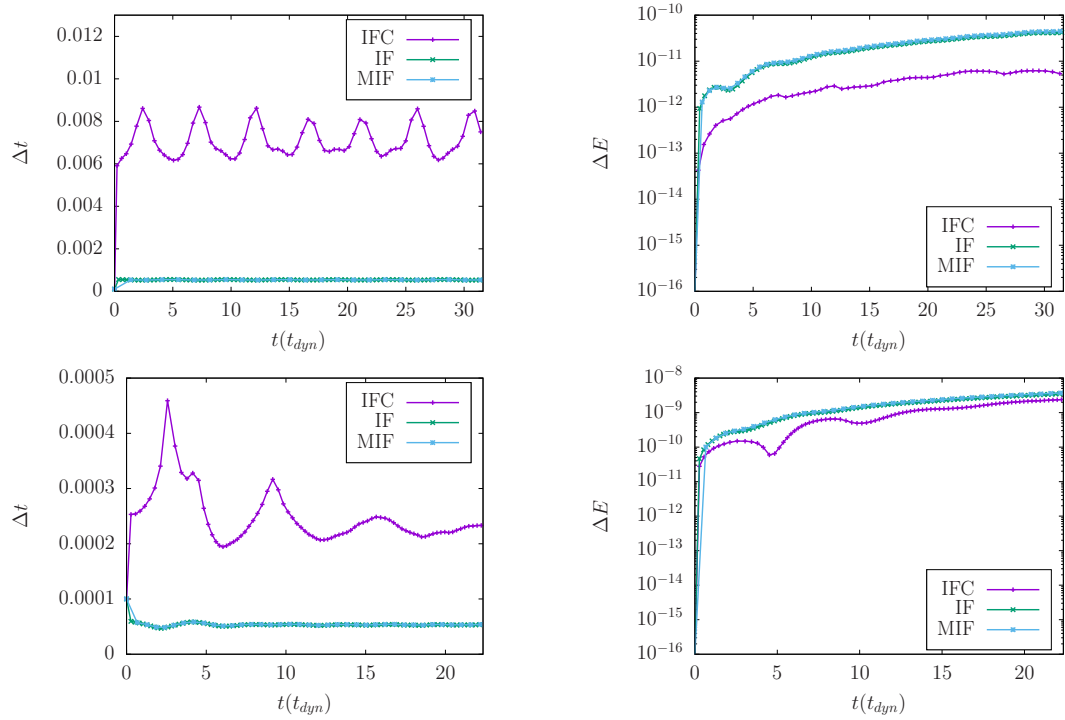 0.012
0.01
0.008
0.006
0.004
0.002
0
Δt
IFC
IF
MIF
0 5 10 15 20 25 30
t(t_dyn)
10^−10
10^−11
10^−12
10^−13
10^−14
10^−15
10^−16
ΔE
IFC
IF
MIF
0 5 10 15 20 25 30
t(t_dyn)
0.0005
0.0004
0.0003
0.0002
0.0001
0
Δt
IFC
IF
MIF
0 5 10 15 20
t(t_dyn)
10^−8
10^−9
10^−10
10^−11
10^−12
10^−13
10^−14
10^−15
10^−16
ΔE
IFC
IF
MIF
0 5 10 15 20
t(t_dyn)